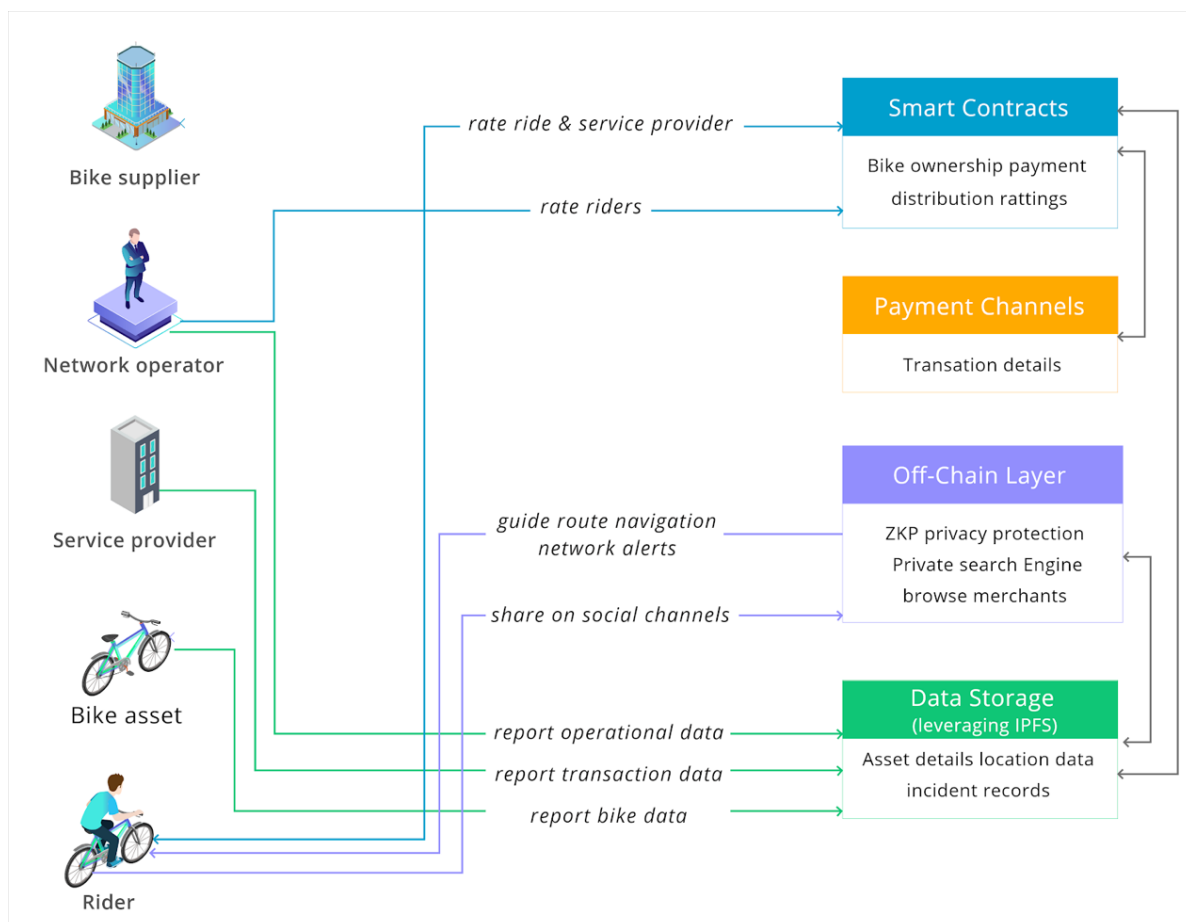 Bike supplier
Network operator
Service provider
Bike asset
Rider
rate ride & service provider
rate riders
guide route navigation
network alerts
share on social channels
report operational data
report transaction data
report bike data
Smart Contracts
Bike ownership payment
distribution rattings
Payment Channels
Transation details
Off-Chain Layer
ZKP privacy protection
Private search Engine
browse merchants
Data Storage
(leveraging IPFS)
Asset details location data
incident records